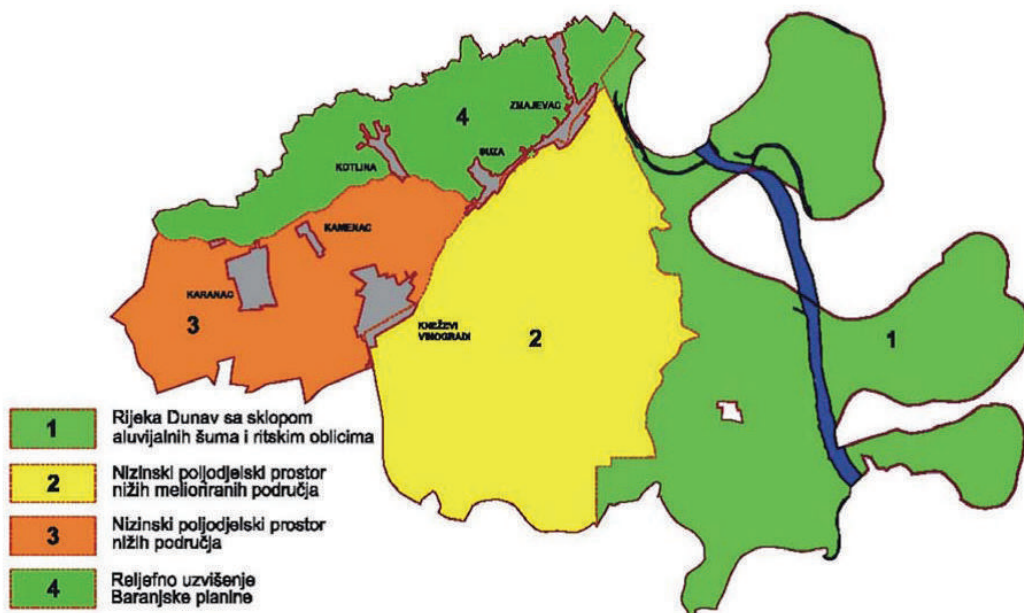 4
ZMAJEVAC
SUZA
KOTLINA
KAMENAC
KARANAC
3
KNEŽEVI
VINOGRADI
2
1
1 Rijeka Dunav sa sklopom
aluvijalnih šuma i ritskim oblicima
2 Nizinski poljodjelski prostor
nižih melioriranih područja
3 Nizinski poljodjelski prostor
nižih područja
4 Reljefno uzvišenje
Baranjske planine